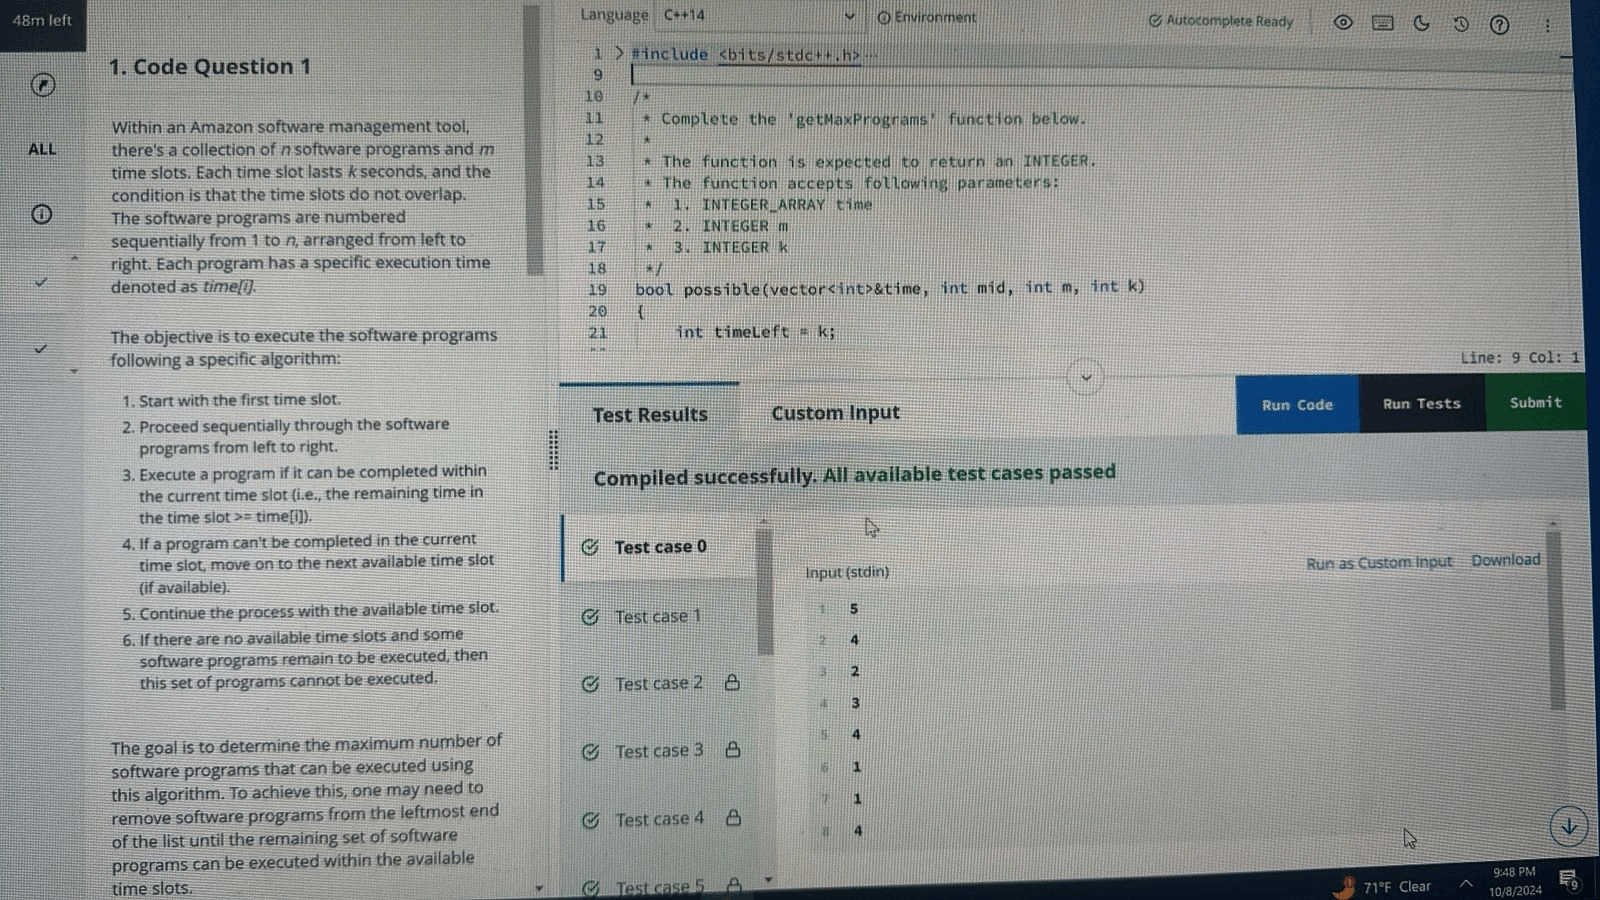 48m left
ALL
1. Code Question 1
Within an Amazon software management tool,
there's a collection of n software programs and m
time slots. Each time slot lasts k seconds, and the
condition is that the time slots do not overlap.
The software programs are numbered
sequentially from 1 to n, arranged from left to
right. Each program has a specific execution time
denoted as time[i].
The objective is to execute the software programs
following a specific algorithm:
1. Start with the first time slot.
2. Proceed sequentially through the software
programs from left to right.
3. Execute a program if it can be completed within
the current time slot (i.e., the remaining time in
the time slot >= time[i]).
4. If a program can't be completed in the current
time slot, move on to the next available time slot
(if available).
5. Continue the process with the available time slot.
6. If there are no available time slots and some
software programs remain to be executed, then
this set of programs cannot be executed.
The goal is to determine the maximum number of
software programs that can be executed using
this algorithm. To achieve this, one may need to
remove software programs from the leftmost end
of the list until the remaining set of software
programs can be executed within the available
time slots.
Language C++14
Environment
Autocomplete Ready
1 #include <bits/stdc++.h>...
9
10 /*
11 * Complete the 'getMaxPrograms' function below.
12 *
13 * The function is expected to return an INTEGER.
14 * The function accepts following parameters:
15 * 1. INTEGER_ARRAY time
16 * 2. INTEGER m
17 * 3. INTEGER k
18 */
19 bool possible(vector<int>&time, int mid, int m, int k)
20 {
21 int timeLeft = k;
Line: 9 Col: 1
Test Results
Custom Input
Run Code
Run Tests
Submit
Compiled successfully. All available test cases passed
Test case 0
Test case 1
Test case 2
Test case 3
Test case 4
Test case 5
Input (stdin)
Run as Custom Input
Download
1 5
2 4
3 2
4 3
5 4
6 1
7 1
8 4
71°F Clear
9:48 PM
10/8/2024
9